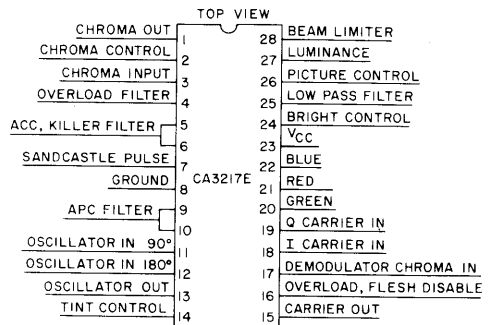 TOP VIEW
CHROMA OUT 1
CHROMA CONTROL 2
CHROMA INPUT 3
OVERLOAD FILTER 4
ACC, KILLER FILTER 5
6
SANDCASTLE PULSE 7
GROUND 8
APC FILTER 9
10
OSCILLATOR IN 90° 11
OSCILLATOR IN 180° 12
OSCILLATOR OUT 13
TINT CONTROL 14
CA3217E
28 BEAM LIMITER
27 LUMINANCE
26 PICTURE CONTROL
25 LOW PASS FILTER
24 BRIGHT CONTROL
23 VCC
22 BLUE
21 RED
20 GREEN
19 Q CARRIER IN
18 I CARRIER IN
17 DEMODULATOR CHROMA IN
16 OVERLOAD, FLESH DISABLE
15 CARRIER OUT